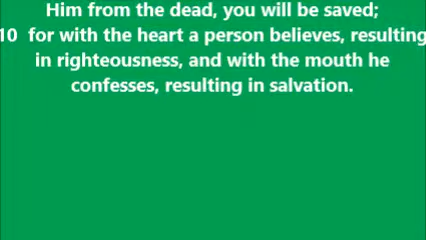 Him from the dead, you will be saved;
10 for with the heart a person believes, resulting
in righteousness, and with the mouth he
confesses, resulting in salvation.